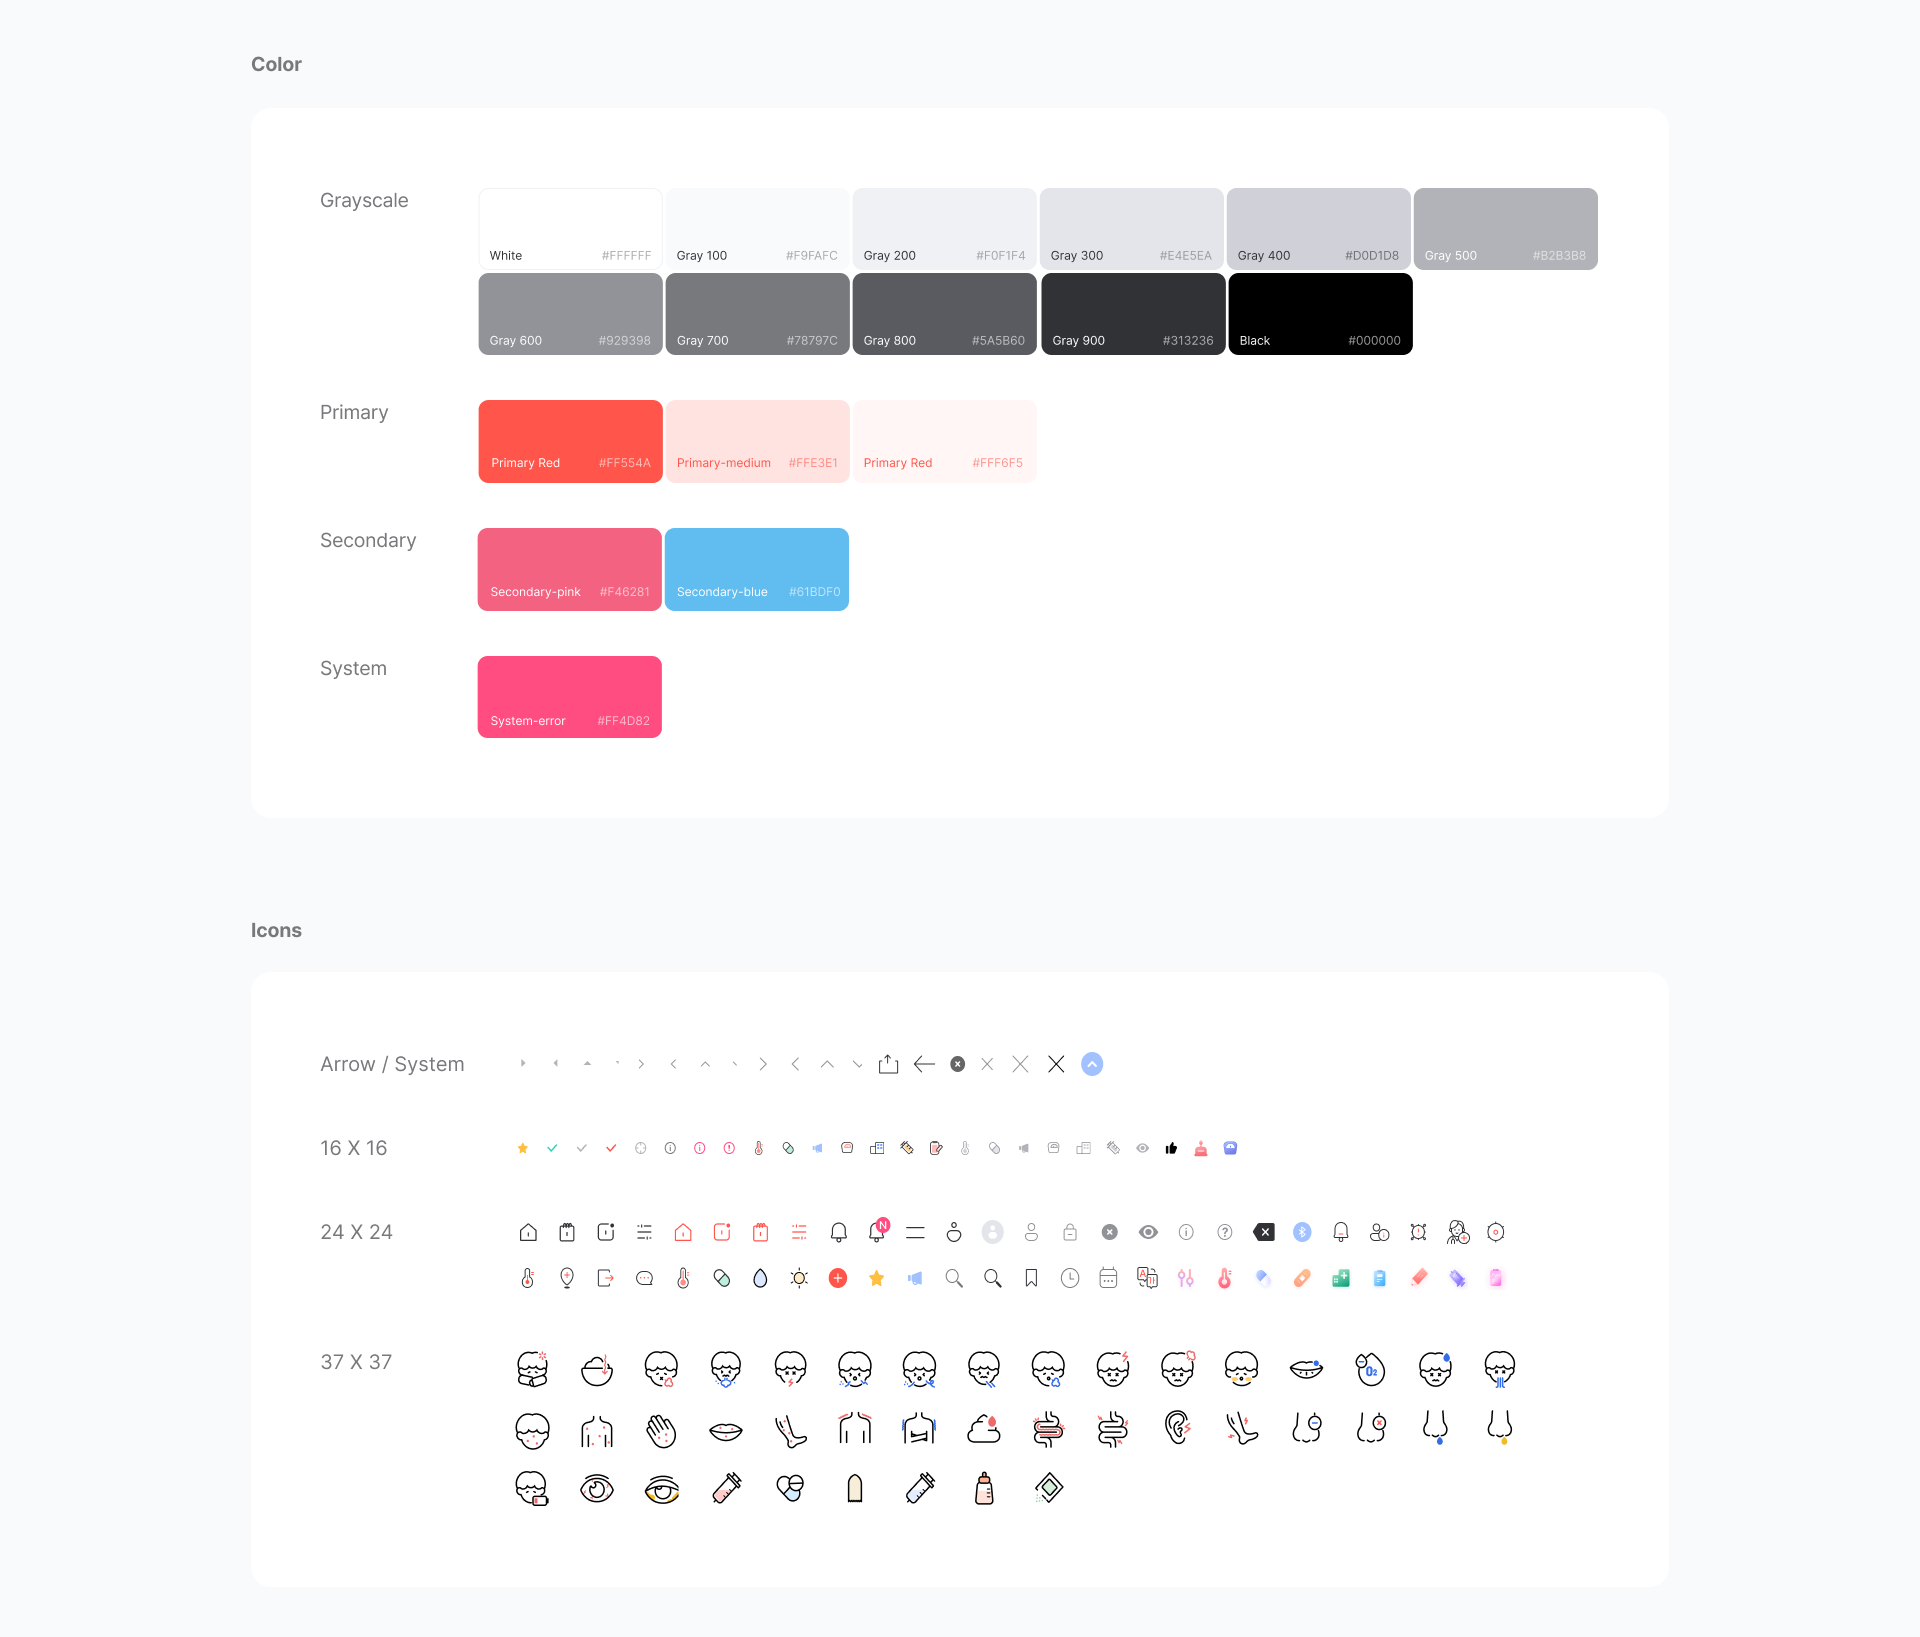 Color
Grayscale
White #FFFFFF
Gray 100 #F9FAFC
Gray 200 #F0F1F4
Gray 300 #E4E5EA
Gray 400 #D0D1D8
Gray 500 #B2B3B8
Gray 600 #929398
Gray 700 #78797C
Gray 800 #5A5B60
Gray 900 #313236
Black #000000
Primary
Primary Red #FF554A
Primary-medium #FFE3E1
Primary Red #FFF6F5
Secondary
Secondary-pink #F46281
Secondary-blue #61BDF0
System
System-error #FF4D82
Icons
Arrow / System
16 X 16
24 X 24
N
A
37 X 37
O2